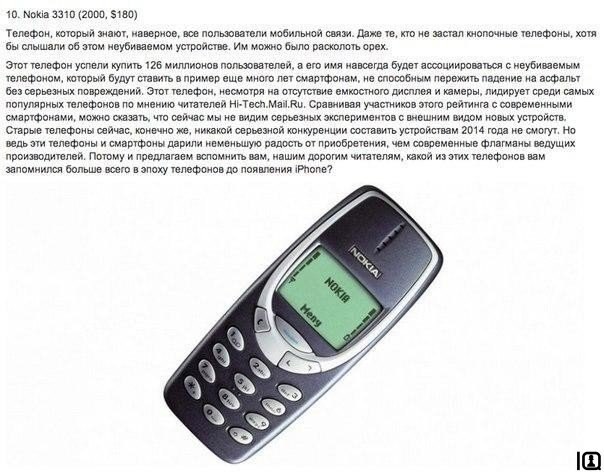 10. Nokia 3310 (2000, $180)
Телефон, который знают, наверное, все пользователи мобильной связи. Даже те, кто не застал кнопочные телефоны, хотя
бы слышали об этом неубиваемом устройстве. Им можно было расколоть орех.
Этот телефон успели купить 126 миллионов пользователей, а его имя навсегда будет ассоциироваться с неубиваемым
телефоном, который будут ставить в пример еще много лет смартфонам, не способным пережить падение на асфальт
без серьезных повреждений. Этот телефон, несмотря на отсутствие емкостного дисплея и камеры, лидирует среди самых
популярных телефонов по мнению читателей Hi-Tech.Mail.Ru. Сравнивая участников этого рейтинга с современными
смартфонами, можно сказать, что сейчас мы не видим серьезных экспериментов с внешним видом новых устройств.
Старые телефоны сейчас, конечно же, никакой серьезной конкуренции составить устройствам 2014 года не смогут. Но
ведь эти телефоны и смартфоны дарили неменьшую радость от приобретения, чем современные флагманы ведущих
производителей. Потому и предлагаем вспомнить вам, нашим дорогим читателям, какой из этих телефонов вам
запомнился больше всего в эпоху телефонов до появления iPhone?
NOKIA
NOKIA
Meny